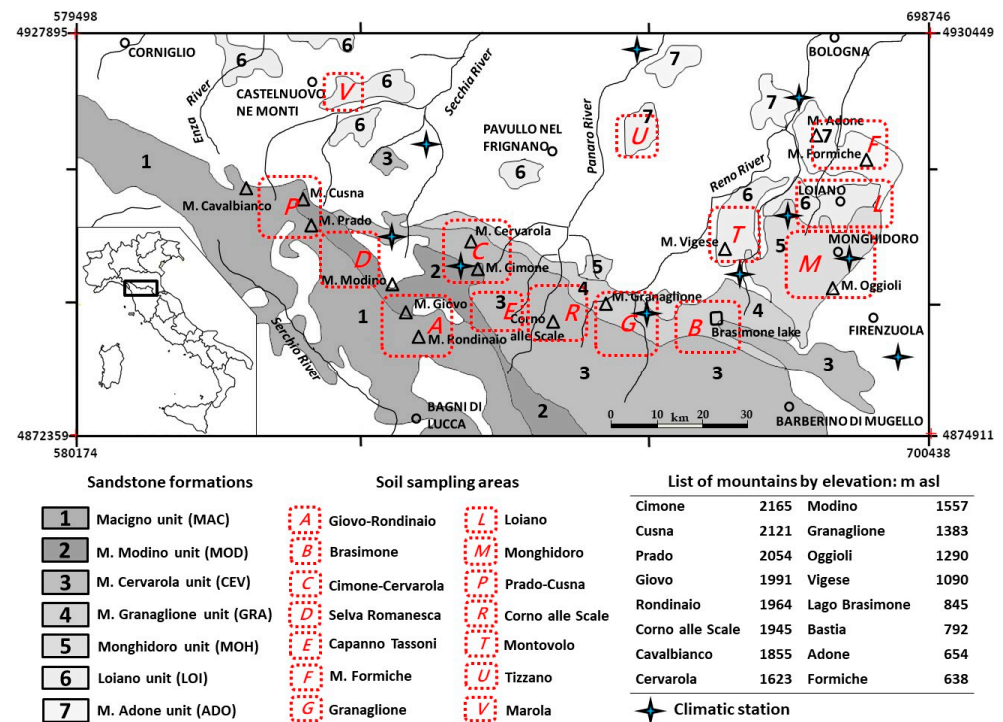 579498
698746
4927895
4930449
CORNIGLIO
BOLOGNA
6
6
7
River
CASTELNUOVO
NE MONTI
V
6
Secchia River
7
M. Adone
7
F
Enza
6
PAVULLO NEL
FRIGNANO
Panaro River
7
U
M. Formiche
1
3
6
Reno River
6
LOIANO
6
L
M. Cavalbianco
P
M. Cusna
M. Prado
M. Cervarola
C
T
M. Vigese
5
MONGHIDORO
M
D
2
M. Cimone
5
M. Modino
4
M. Oggioli
M. Giovo
3
E
M. Granaglione
4
1
A
Corno
alle Scale
R
G
B
Brasimone lake
FIRENZUOLA
M. Rondinaio
Serchio River
3
3
3
BAGNI DI
LUCCA
2
0 10 20 30
km
BARBERINO DI MUGELLO
4872359
4874911
580174
700438
Sandstone formations
1 Macigno unit (MAC)
2 M. Modino unit (MOD)
3 M. Cervarola unit (CEV)
4 M. Granaglione unit (GRA)
5 Monghidoro unit (MOH)
6 Loiano unit (LOI)
7 M. Adone unit (ADO)
Soil sampling areas
A Giovo-Rondinaio
B Brasimone
C Cimone-Cervarola
D Selva Romanesca
E Capanno Tassoni
F M. Formiche
G Granaglione
L Loiano
M Monghidoro
P Prado-Cusna
R Corno alle Scale
T Montovolo
U Tizzano
V Marola
List of mountains by elevation: m asl
Cimone 2165 Modino 1557
Cusna 2121 Granaglione 1383
Prado 2054 Oggioli 1290
Giovo 1991 Vigese 1090
Rondinaio 1964 Lago Brasimone 845
Corno alle Scale 1945 Bastia 792
Cavalbianco 1855 Adone 654
Cervarola 1623 Formiche 638
Climatic station